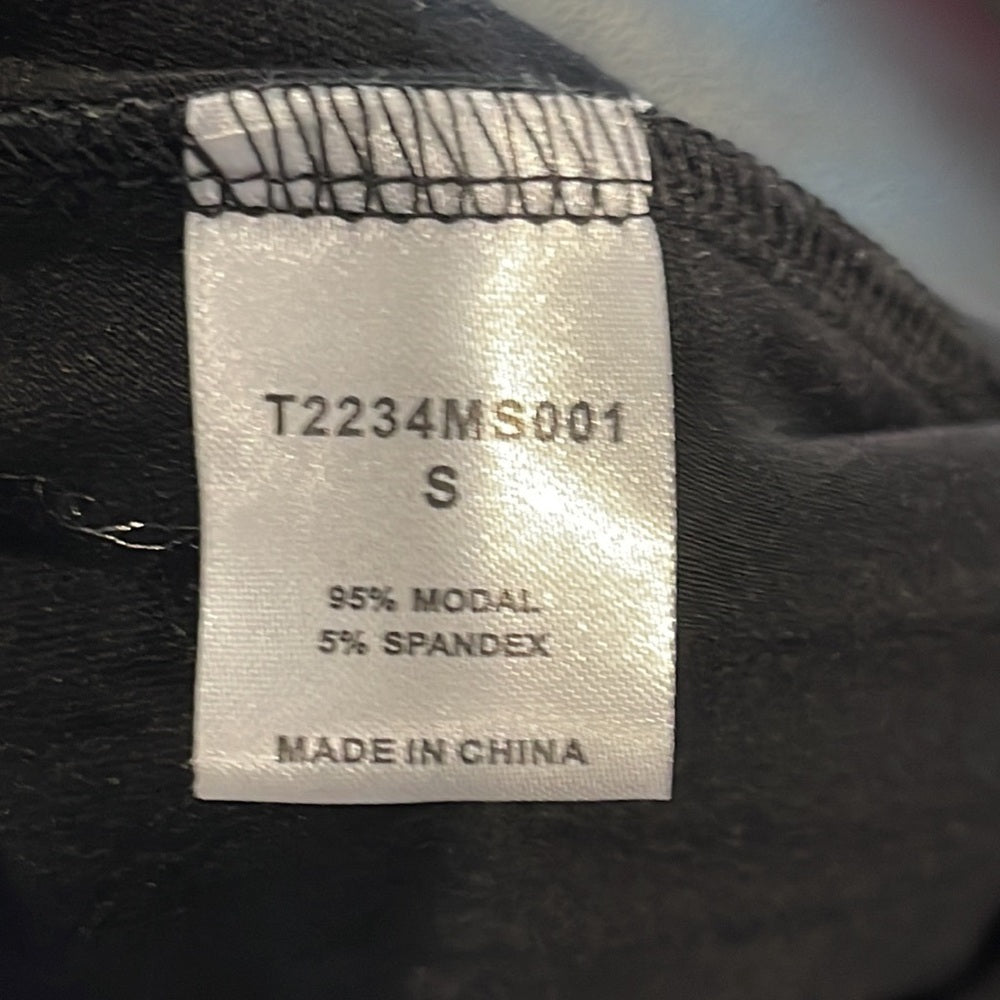 T2234MS001
S
95% MODAL
5% SPANDEX
MADE IN CHINA